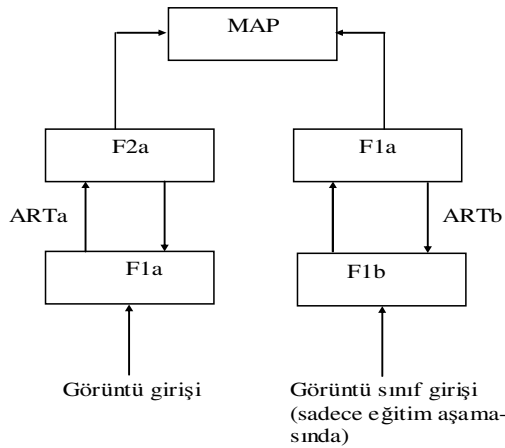 MAP
F2a
F1a
ARTa
ARTb
F1a
F1b
Görüntü girişi
Görüntü sınıf girişi
(sadece eğitim aşama-
sında)